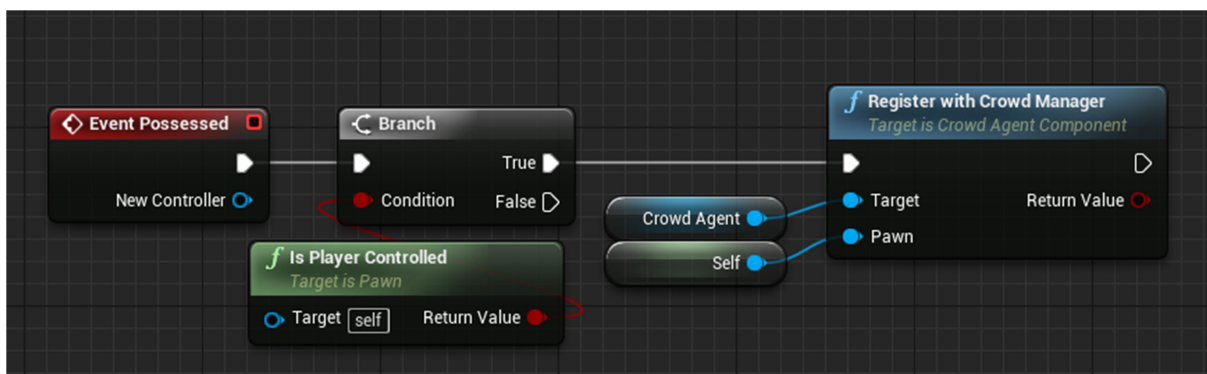 Event Possessed
New Controller
Branch
True
Condition
False
f Is Player Controlled
Target is Pawn
Target self
Return Value
Crowd Agent
Self
f Register with Crowd Manager
Target is Crowd Agent Component
Target
Return Value
Pawn